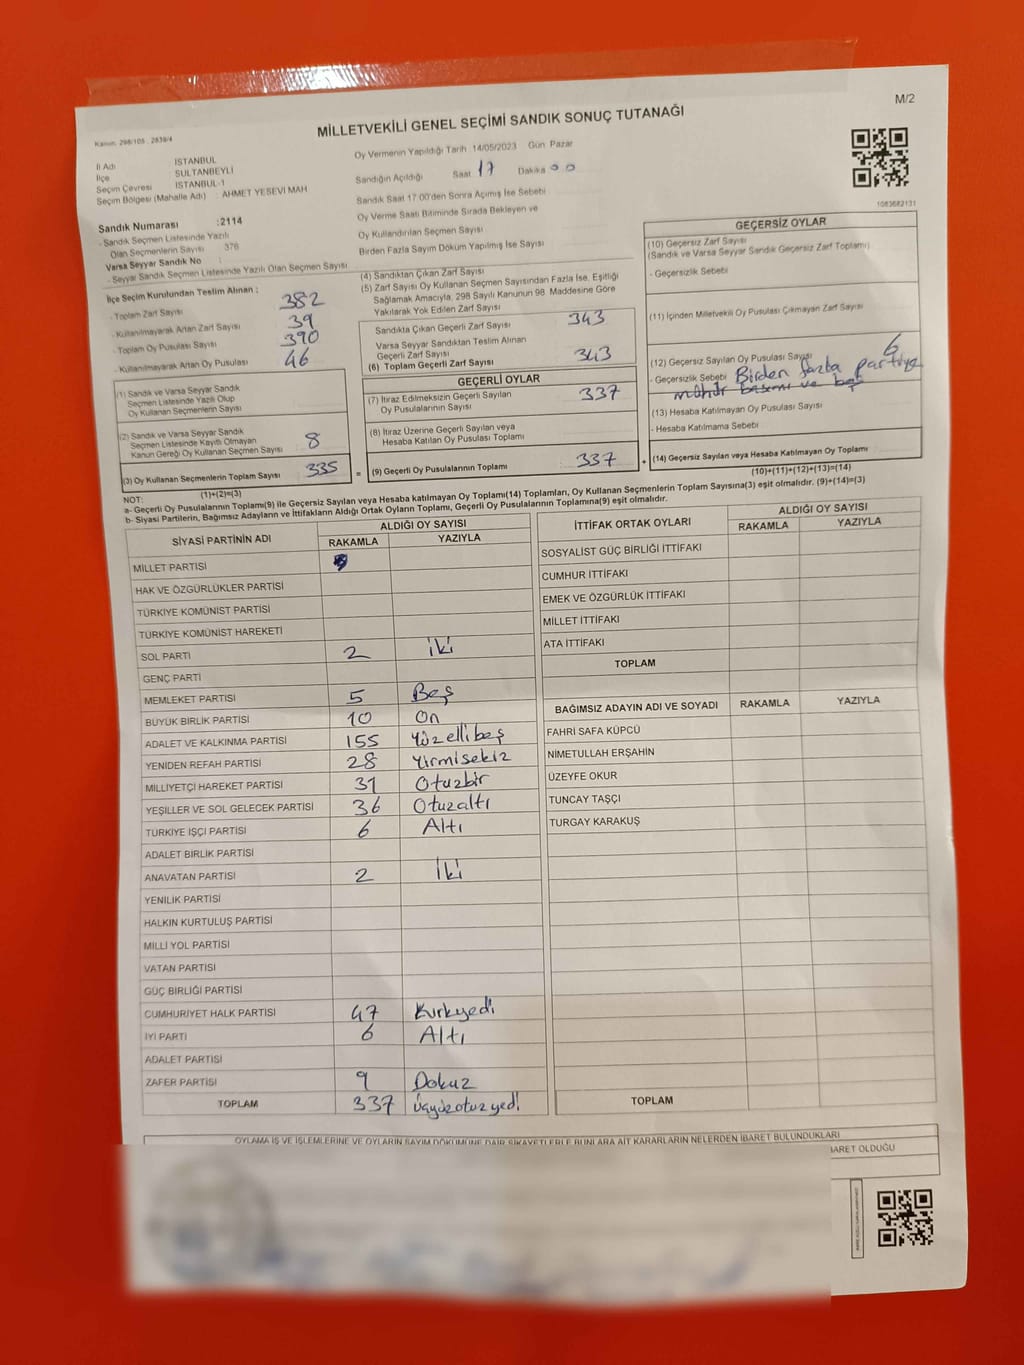 MİLLETVEKİLİ GENEL SEÇİMİ SANDIK SONUÇ TUTANAĞI
M/2
Kanun: 298/105 : 2839/4
İl Adı : İSTANBUL
İlçe : SULTANBEYLİ
Seçim Çevresi : İSTANBUL-1
Seçim Bölgesi (Mahalle Adı) : AHMET YESEVİ MAH
Oy Vermenin Yapıldığı Tarih 14/05/2023 Gün Pazar
Sandığın Açıldığı Saat 17 Dakika 00
Sandık Saat 17:00'den Sonra Açımış İse Sebebi
Oy Verme Saati Bitiminde Sırada Bekleyen ve
Oy Kullandırılan Seçmen Sayısı
Birden Fazla Sayım Döküm Yapılmış İse Sayısı
1083682131
Sandık Numarası : 2114
- Sandık Seçmen Listesinde Yazılı
Olan Seçmenlerin Sayısı : 376
Varsa Seyyar Sandık No :
- Seyyar Sandık Seçmen Listesinde Yazılı Olan Seçmen Sayısı :
İlçe Seçim Kurulundan Teslim Alınan :
- Toplam Zarf Sayısı : 382
- Kullanılmayarak Artan Zarf Sayısı : 39
- Toplam Oy Pusulası Sayısı : 390
- Kullanılmayarak Artan Oy Pusulası : 46
(1) Sandık ve Varsa Seyyar Sandık
Seçmen Listesinde Yazılı Olup
Oy Kullanan Seçmenlerin Sayısı
(2) Sandık ve Varsa Seyyar Sandık
Seçmen Listesinde Kayıtlı Olmayan
Kanun Gereği Oy Kullanan Seçmen Sayısı : 8
(3) Oy Kullanan Seçmenlerin Toplam Sayısı : 335
(1)+(2)=(3)
(4) Sandıktan Çıkan Zarf Sayısı
(5) Zarf Sayısı Oy Kullanan Seçmen Sayısından Fazla İse, Eşitliği
Sağlamak Amacıyla, 298 Sayılı Kanunun 98. Maddesine Göre
Yakılarak Yok Edilen Zarf Sayısı
Sandıkta Çıkan Geçerli Zarf Sayısı : 343
Varsa Seyyar Sandıktan Teslim Alınan
Geçerli Zarf Sayısı
(6) Toplam Geçerli Zarf Sayısı : 343
GEÇERLİ OYLAR
(7) İtiraz Edilmeksizin Geçerli Sayılan
Oy Pusulalarının Sayısı : 337
(8) İtiraz Üzerine Geçerli Sayılan veya
Hesaba Katılan Oy Pusulası Toplamı
= (9) Geçerli Oy Pusulalarının Toplamı : 337 +
GEÇERSİZ OYLAR
(10) Geçersiz Zarf Sayısı
(Sandık ve Varsa Seyyar Sandık Geçersiz Zarf Toplamı)
- Geçersizlik Sebebi
(11) İçinden Milletvekili Oy Pusulası Çıkmayan Zarf Sayısı
(12) Geçersiz Sayılan Oy Pusulası Sayısı 6
- Geçersizlik Sebebi Birden fazla partiye
mühür basımı ve boş
(13) Hesaba Katılmayan Oy Pusulası Sayısı
- Hesaba Katılmama Sebebi
(14) Geçersiz Sayılan veya Hesaba Katılmayan Oy Toplamı
(10)+(11)+(12)+(13)=(14)
NOT:
a- Geçerli Oy Pusulalarının Toplamı(9) ile Geçersiz Sayılan veya Hesaba katılmayan Oy Toplamı(14) Toplamları, Oy Kullanan Seçmenlerin Toplam Sayısına(3) eşit olmalıdır. (9)+(14)=(3)
b- Siyasi Partilerin, Bağımsız Adayların ve İttifakların Aldığı Ortak Oyların Toplamı, Geçerli Oy Pusulalarının Toplamına(9) eşit olmalıdır.
SİYASİ PARTİNİN ADI ALDIĞI OY SAYISI
RAKAMLA YAZIYLA
MİLLET PARTİSİ
HAK VE ÖZGÜRLÜKLER PARTİSİ
TÜRKİYE KOMÜNİST PARTİSİ
TÜRKİYE KOMÜNİST HAREKETİ
SOL PARTİ 2 iki
GENÇ PARTİ
MEMLEKET PARTİSİ 5 Beş
BÜYÜK BİRLİK PARTİSİ 10 On
ADALET VE KALKINMA PARTİSİ 155 Yüzellibeş
YENİDEN REFAH PARTİSİ 28 Yirmisekiz
MİLLİYETÇİ HAREKET PARTİSİ 31 Otuzbir
YEŞİLLER VE SOL GELECEK PARTİSİ 36 Otuzaltı
TÜRKİYE İŞÇİ PARTİSİ 6 Altı
ADALET BİRLİK PARTİSİ
ANAVATAN PARTİSİ 2 İki
YENİLİK PARTİSİ
HALKIN KURTULUŞ PARTİSİ
MİLLİ YOL PARTİSİ
VATAN PARTİSİ
GÜÇ BİRLİĞİ PARTİSİ
CUMHURİYET HALK PARTİSİ 47 Kırkyedi
İYİ PARTİ 6 Altı
ADALET PARTİSİ
ZAFER PARTİSİ 9 Dokuz
TOPLAM 337 üçyüzotuzyedi
İTTİFAK ORTAK OYLARI ALDIĞI OY SAYISI
RAKAMLA YAZIYLA
SOSYALİST GÜÇ BİRLİĞİ İTTİFAKI
CUMHUR İTTİFAKI
EMEK VE ÖZGÜRLÜK İTTİFAKI
MİLLET İTTİFAKI
ATA İTTİFAKI
TOPLAM
BAĞIMSIZ ADAYIN ADI VE SOYADI RAKAMLA YAZIYLA
FAHRİ SAFA KÜPCÜ
NİMETULLAH ERŞAHİN
ÜZEYFE OKUR
TUNCAY TAŞÇI
TURGAY KARAKUŞ
TOPLAM
OYLAMA İŞ VE İŞLEMLERİNE VE OYLARIN SAYIM DÖKÜMÜNE DAİR ŞİKAYETLERLE BUNLARA AİT KARARLARIN NELERDEN İBARET BULUNDUKLARI
İBARET OLDUĞU